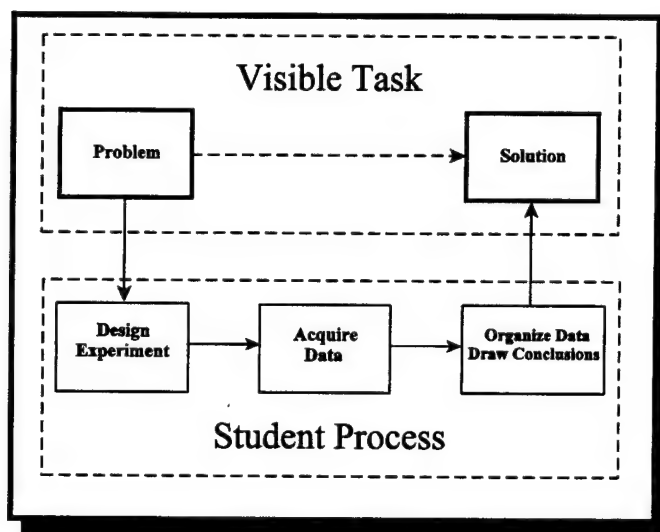 Visible Task
Problem
Solution
Design
Experiment
Acquire
Data
Organize Data
Draw Conclusions
Student Process